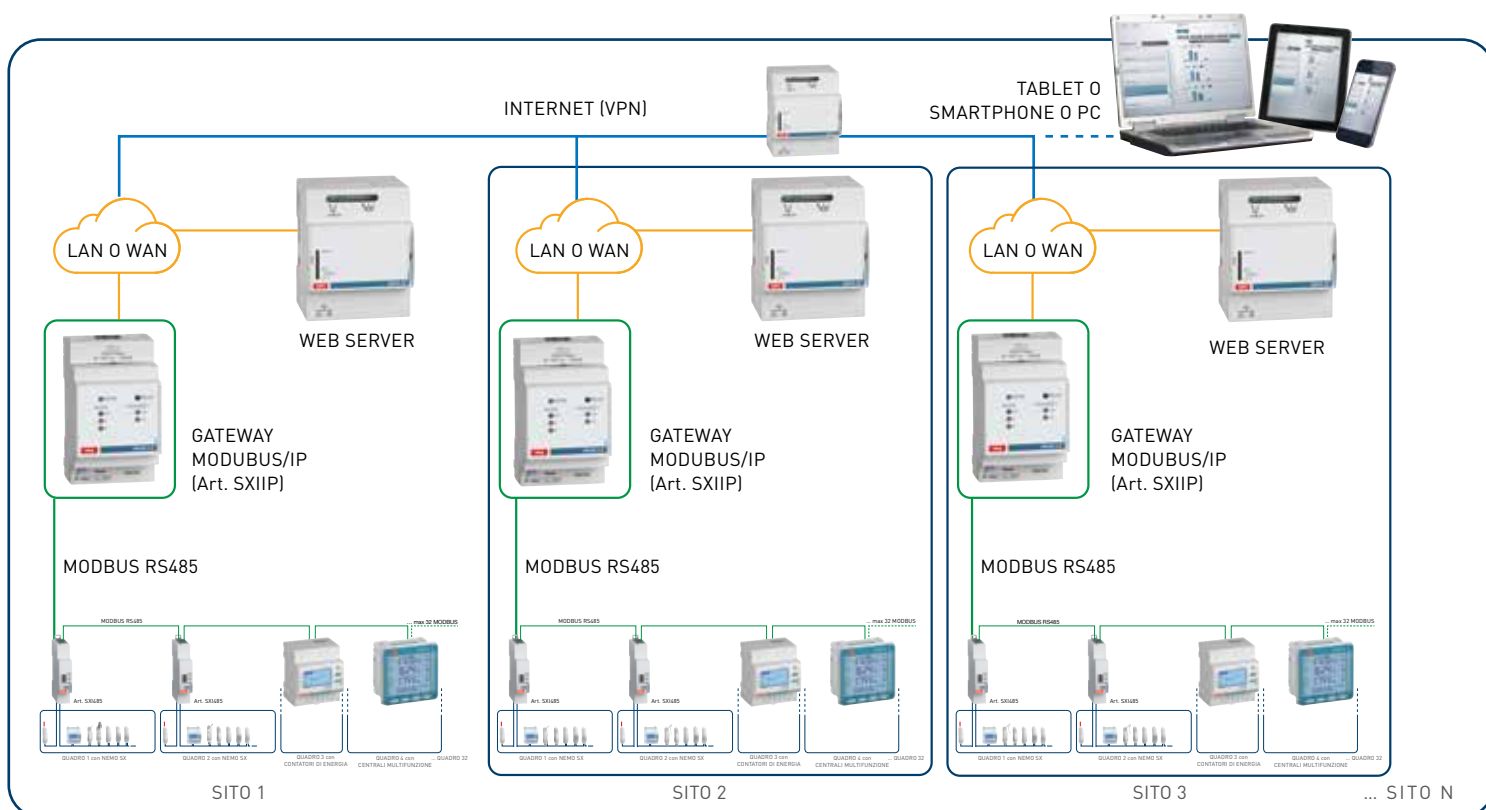 INTERNET (VPN)
TABLET O
SMARTPHONE O PC
LAN O WAN
WEB SERVER
GATEWAY
MODUBUS/IP
(Art. SXIIP)
MODBUS RS485
MODBUS RS485
... max 32 MODBUS
Art. SXI485
Art. SXI485
QUADRO 1 con NEMO SX
QUADRO 2 con NEMO SX
QUADRO 3 con
CONTATORI DI ENERGIA
QUADRO 4 con
CENTRALI MULTIFUNZIONE
... QUADRO 32
SITO 1
LAN O WAN
WEB SERVER
GATEWAY
MODUBUS/IP
(Art. SXIIP)
MODBUS RS485
MODBUS RS485
... max 32 MODBUS
Art. SXI485
Art. SXI485
QUADRO 1 con NEMO SX
QUADRO 2 con NEMO SX
QUADRO 3 con
CONTATORI DI ENERGIA
QUADRO 4 con
CENTRALI MULTIFUNZIONE
... QUADRO 32
SITO 2
LAN O WAN
WEB SERVER
GATEWAY
MODUBUS/IP
(Art. SXIIP)
MODBUS RS485
MODBUS RS485
... max 32 MODBUS
Art. SXI485
Art. SXI485
QUADRO 1 con NEMO SX
QUADRO 2 con NEMO SX
QUADRO 3 con
CONTATORI DI ENERGIA
QUADRO 4 con
CENTRALI MULTIFUNZIONE
... QUADRO 32
SITO 3
... SITO N